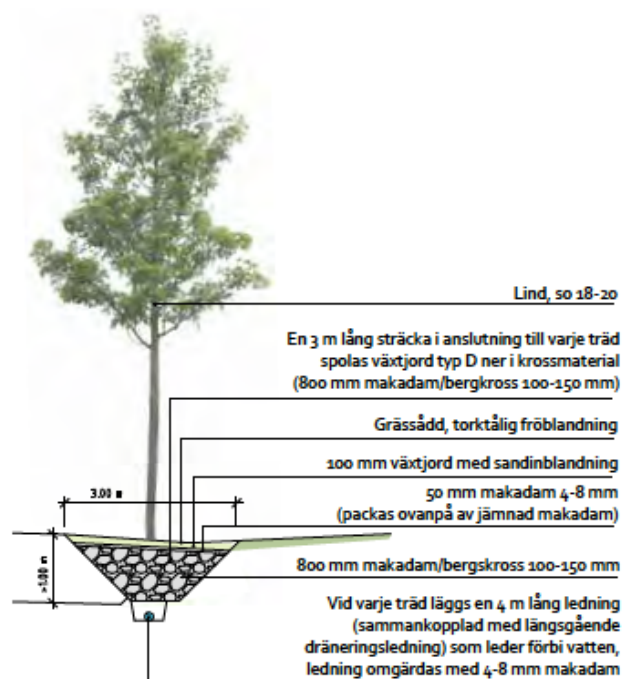 Lind, so 18-20
En 3 m lång sträcka i anslutning till varje träd
spolas växtjord typ D ner i krossmaterial
(800 mm makadam/bergkross 100-150 mm)
Grässådd, torktålig fröblandning
100 mm växtjord med sandinblandning
3.00 m
50 mm makadam 4-8 mm
(packas ovanpå av jämnad makadam)
>1.00 m
800 mm makadam/bergskross 100-150 mm
Vid varje träd läggs en 4 m lång ledning
(sammankopplad med längsgående
dräneringsledning) som leder förbi vatten,
ledning omgärdas med 4-8 mm makadam